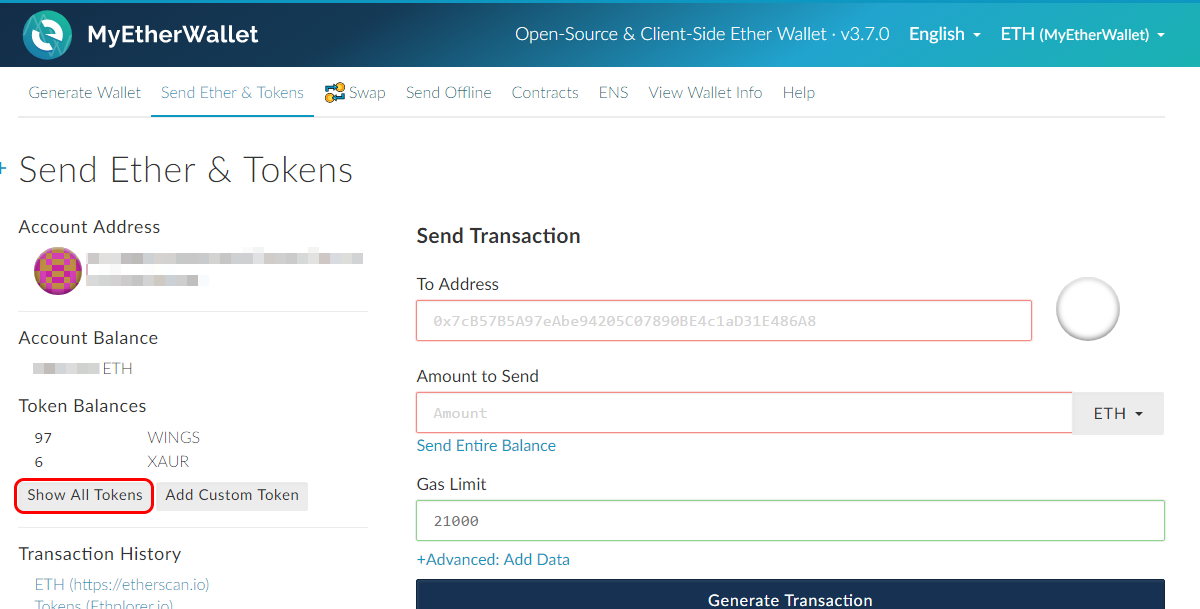 MyEtherWallet
Open-Source & Client-Side Ether Wallet · v3.7.0 English ETH (MyEtherWallet)
Generate Wallet Send Ether & Tokens Swap Send Offline Contracts ENS View Wallet Info Help
+ Send Ether & Tokens
Account Address
Account Balance
ETH
Token Balances
97 WINGS
6 XAUR
Show All Tokens Add Custom Token
Transaction History
ETH (https://etherscan.io)
Tokens (Ethplorer.io)
Send Transaction
To Address
0x7cB57B5A97eAbe94205C07890BE4c1aD31E486A8
Amount to Send
Amount ETH
Send Entire Balance
Gas Limit
21000
+Advanced: Add Data
Generate Transaction